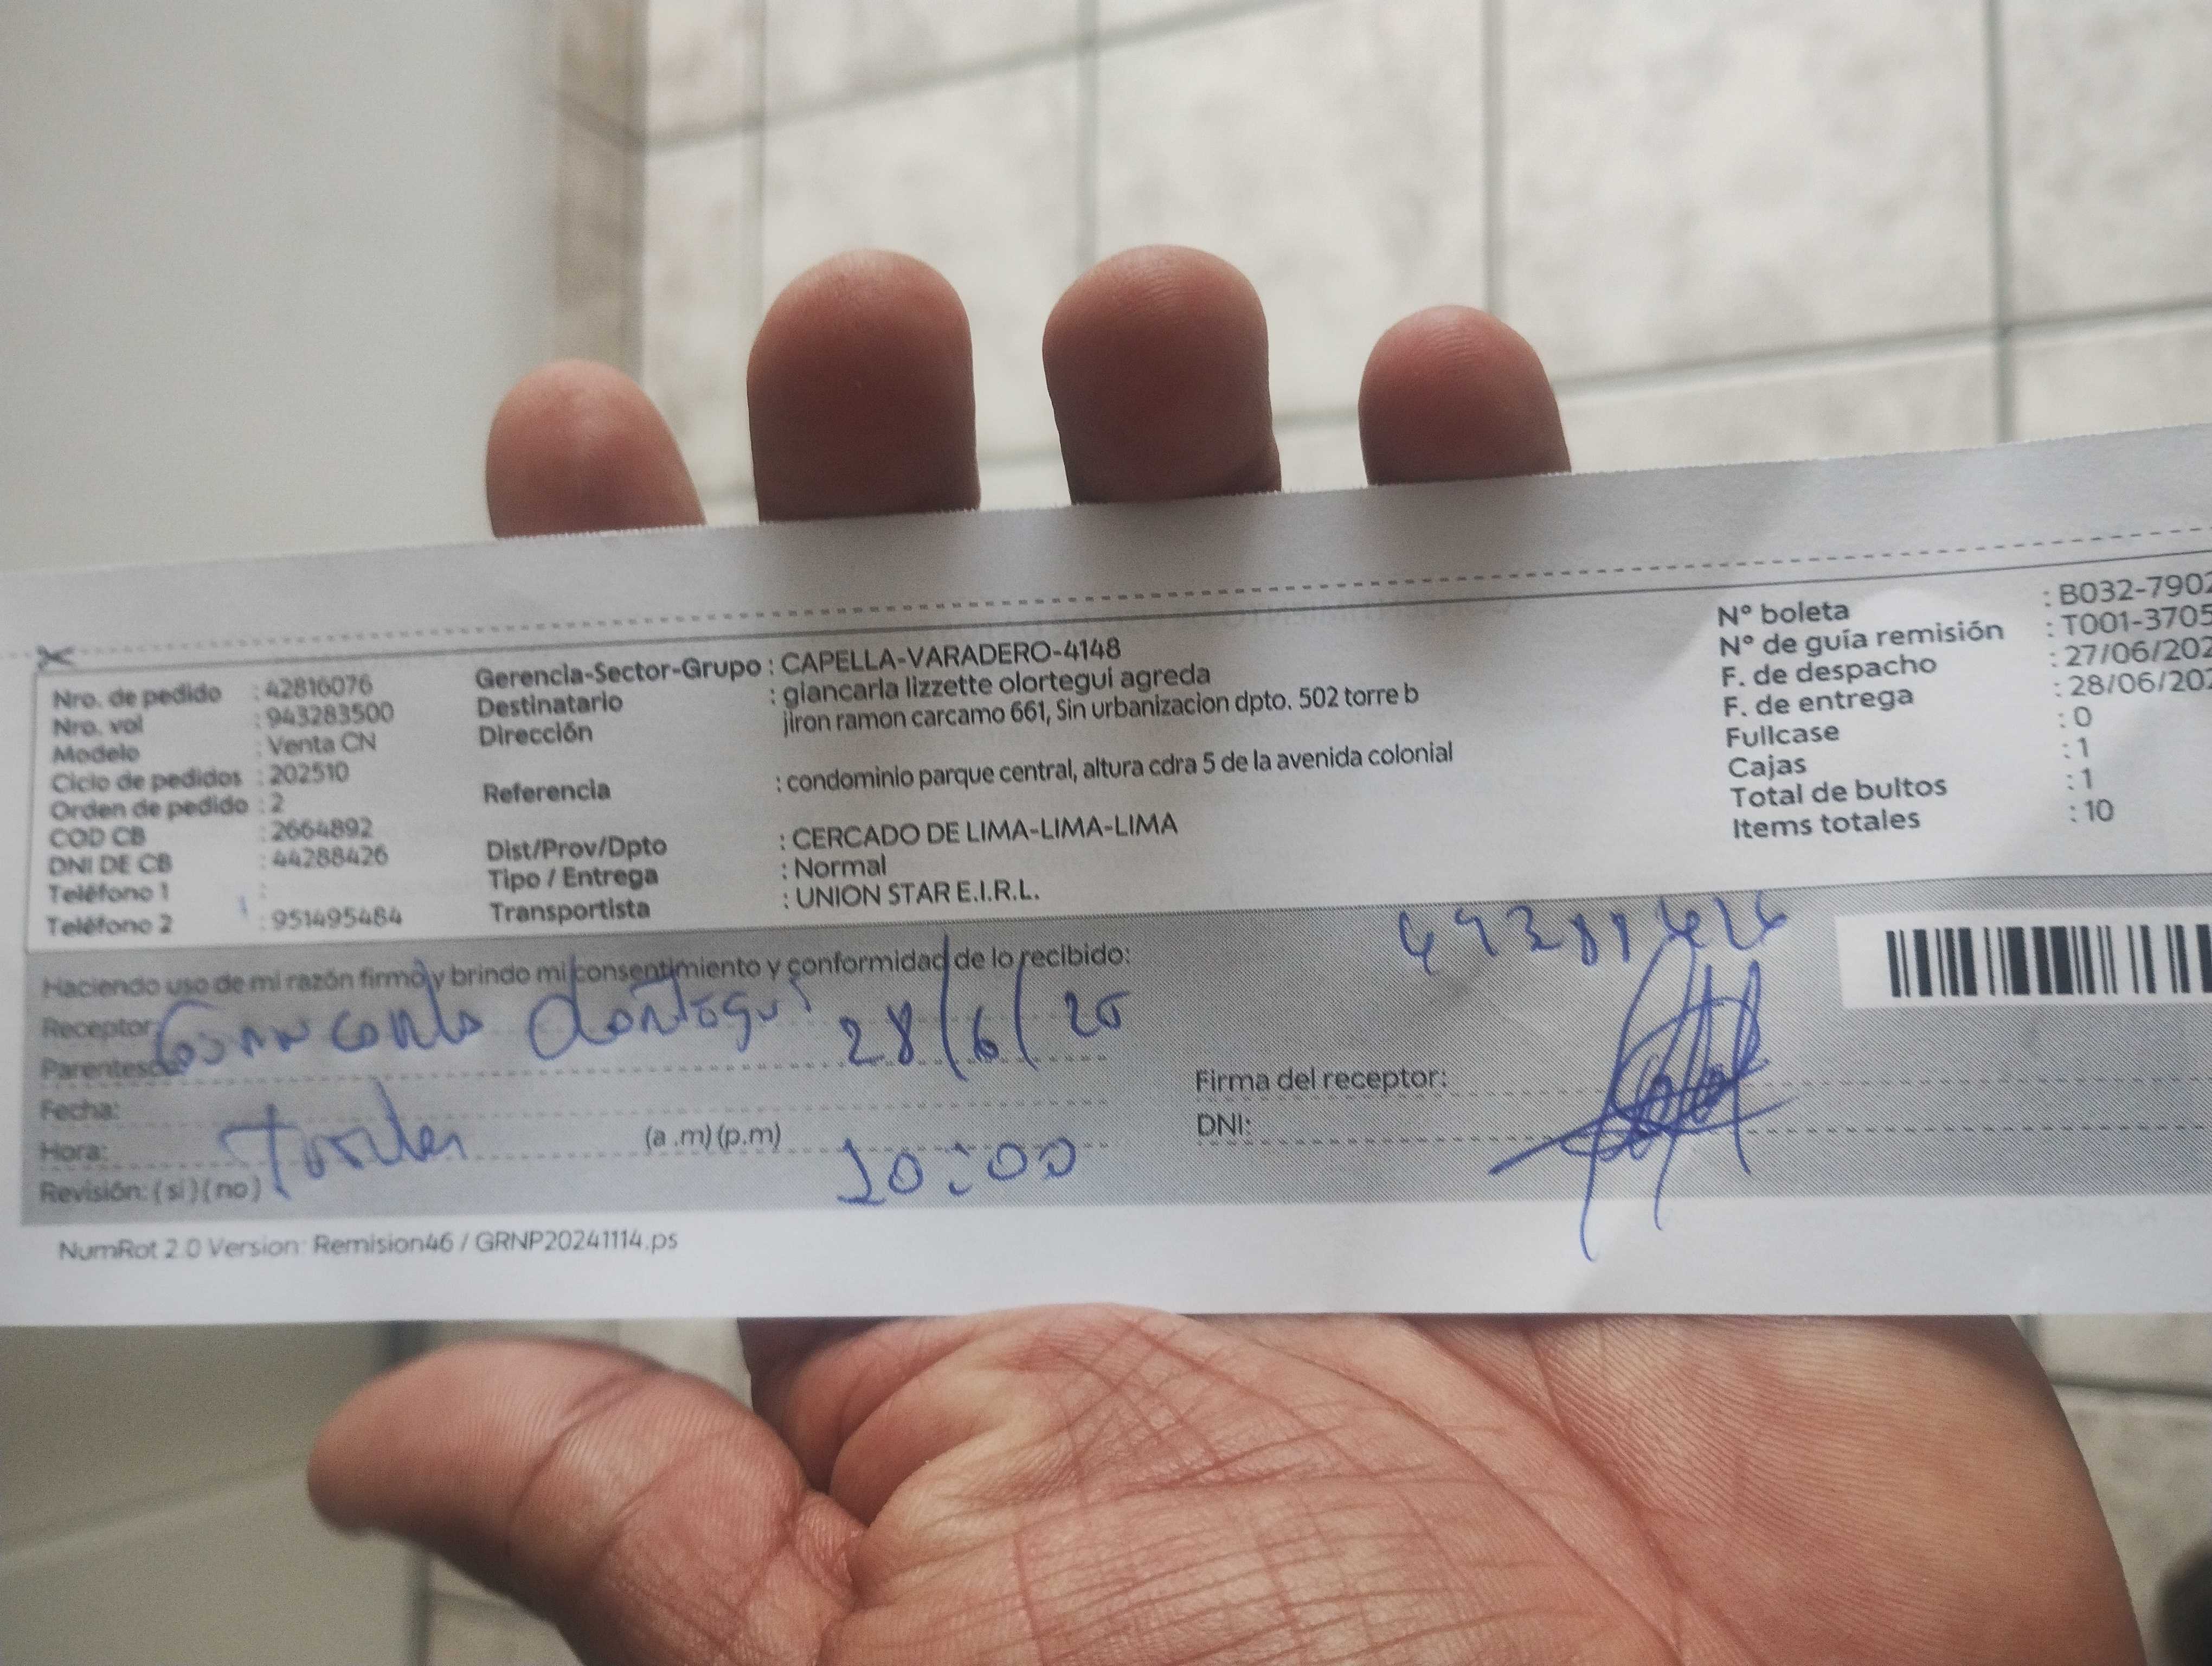 Nro. de pedido : 42816076
Nro. vol : 943283500
Modelo : Venta CN
Ciclo de pedidos : 202510
Orden de pedido : 2
COD CB : 2664892
DNI DE CB : 44288426
Teléfono 1 :
Teléfono 2 : 951495484
Gerencia-Sector-Grupo : CAPELLA-VARADERO-4148
Destinatario : giancarla lizzette olortegui agreda
Dirección jiron ramon carcamo 661, Sin urbanizacion dpto. 502 torre b
Referencia : condominio parque central, altura cdra 5 de la avenida colonial
Dist/Prov/Dpto : CERCADO DE LIMA-LIMA-LIMA
Tipo / Entrega : Normal
Transportista : UNION STAR E.I.R.L.
N° boleta : B032-7902
N° de guía remisión : T001-3705
F. de despacho : 27/06/202
F. de entrega : 28/06/202
Fullcase : 0
Cajas : 1
Total de bultos : 1
Items totales : 10
Haciendo uso de mi razón firmo y brindo mi consentimiento y conformidad de lo recibido:
Receptor:
28/6/25
Parentesco:
Fecha:
Hora: (a .m) (p.m) 10:00
Revisión: ( si ) ( no )
Firma del receptor:
DNI:
NumRot 2.0 Version: Remision46 / GRNP20241114.ps